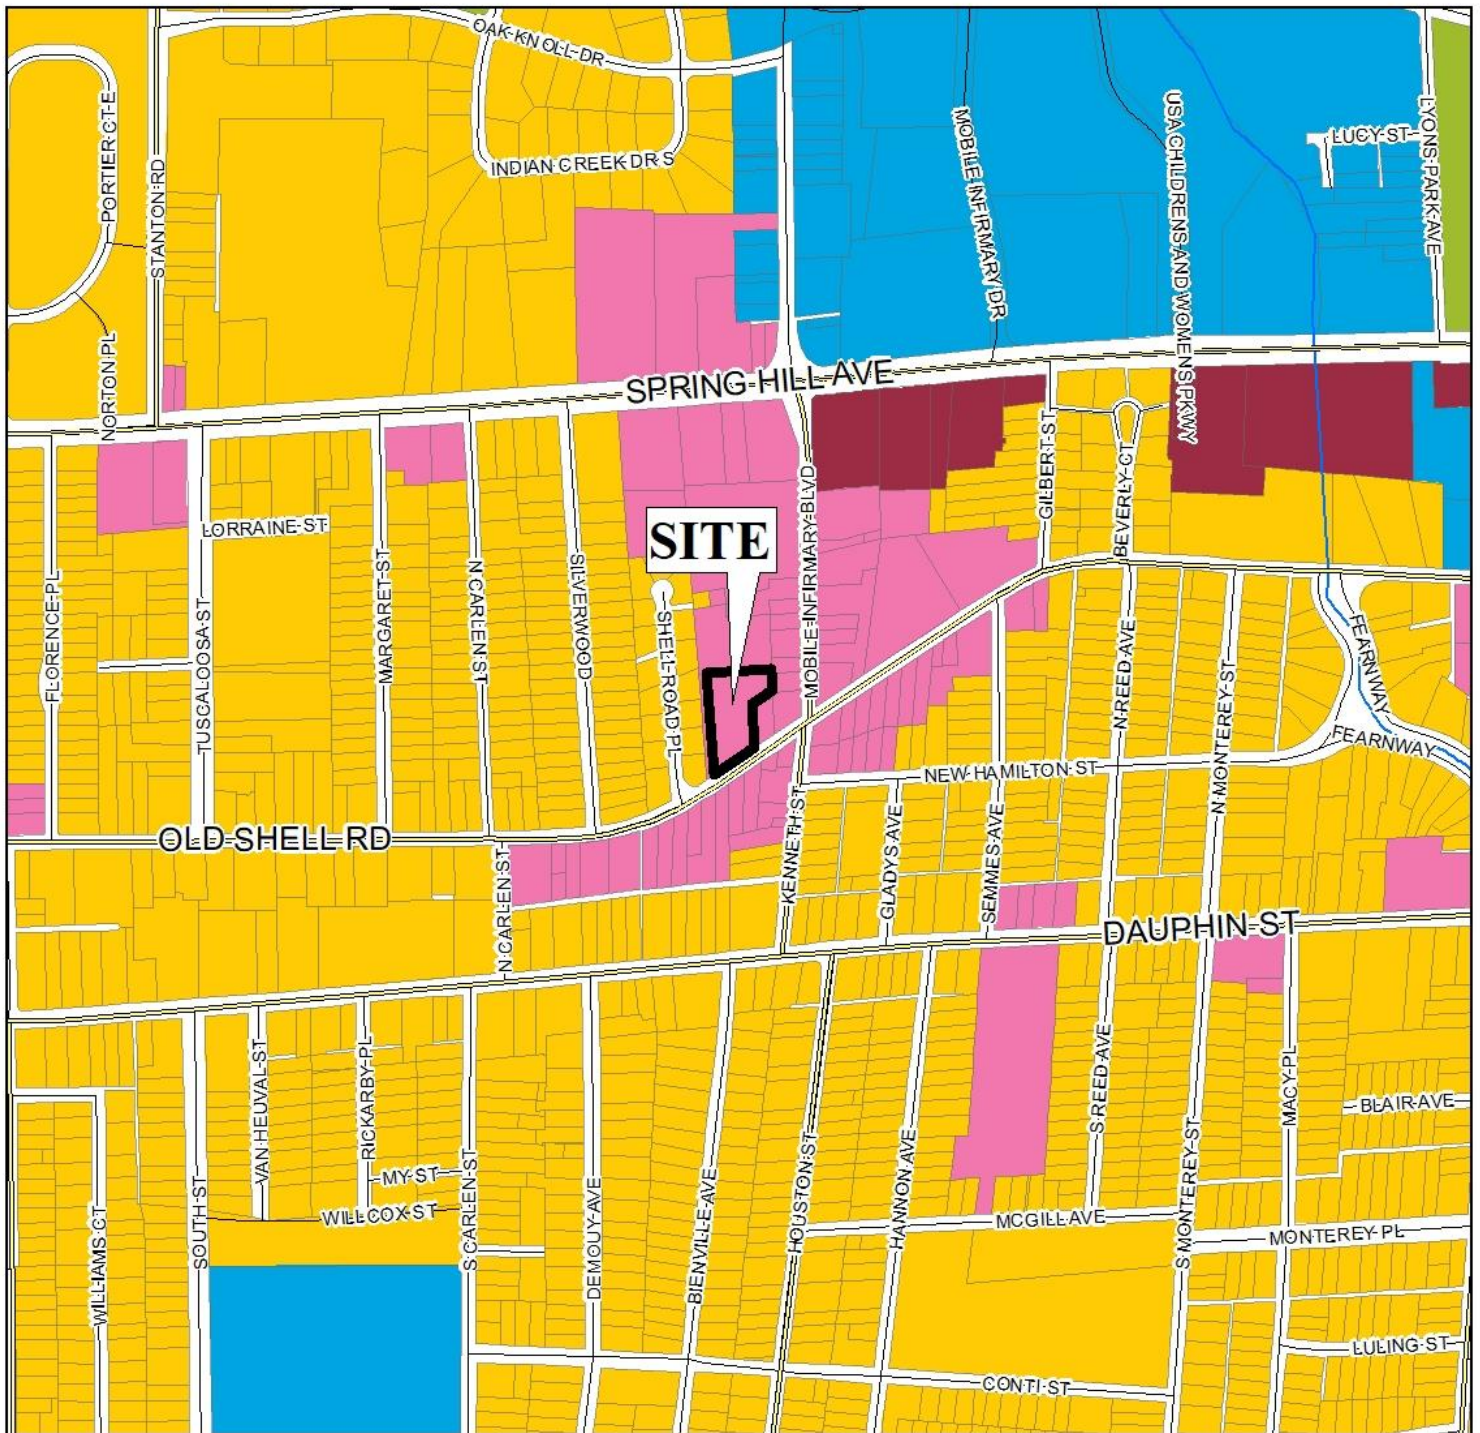 OAK KNOLL DR
PORTIER CT E
STANTON RD
INDIAN CREEK DR S
MOBILE INFIRMARY DR
USA CHILDRENS AND WOMENS PKWY
LUCY ST
LYONS PARK AVE
NORTON PL
SPRING HILL AVE
FLORENCE PL
TUSCALOOSA ST
LORRAINE ST
MARGARET ST
N CARLEN ST
SILVERWOOD
SITE
SHELL ROAD PL
MOBILE INFIRMARY BLVD
GILBERT ST
BEVERLY CT
N REED AVE
N MONTEREY ST
FEARNWAY
FEARNWAY
NEW HAMILTON ST
OLD SHELL RD
N CARLEN ST
KENNETH ST
GLADYS AVE
SEMMES AVE
DAUPHIN ST
WILLIAMS CT
SOUTH ST
VAN HEUVAL ST
RICKARBY PL
MY ST
WILLCOX ST
S CARLEN ST
DEMOUY AVE
BIENVILLE AVE
HOUSTON ST
HANNON AVE
MCGILL AVE
S REED AVE
S MONTEREY ST
MACY PL
BLAIR AVE
MONTEREY PL
LULING ST
CONTI ST